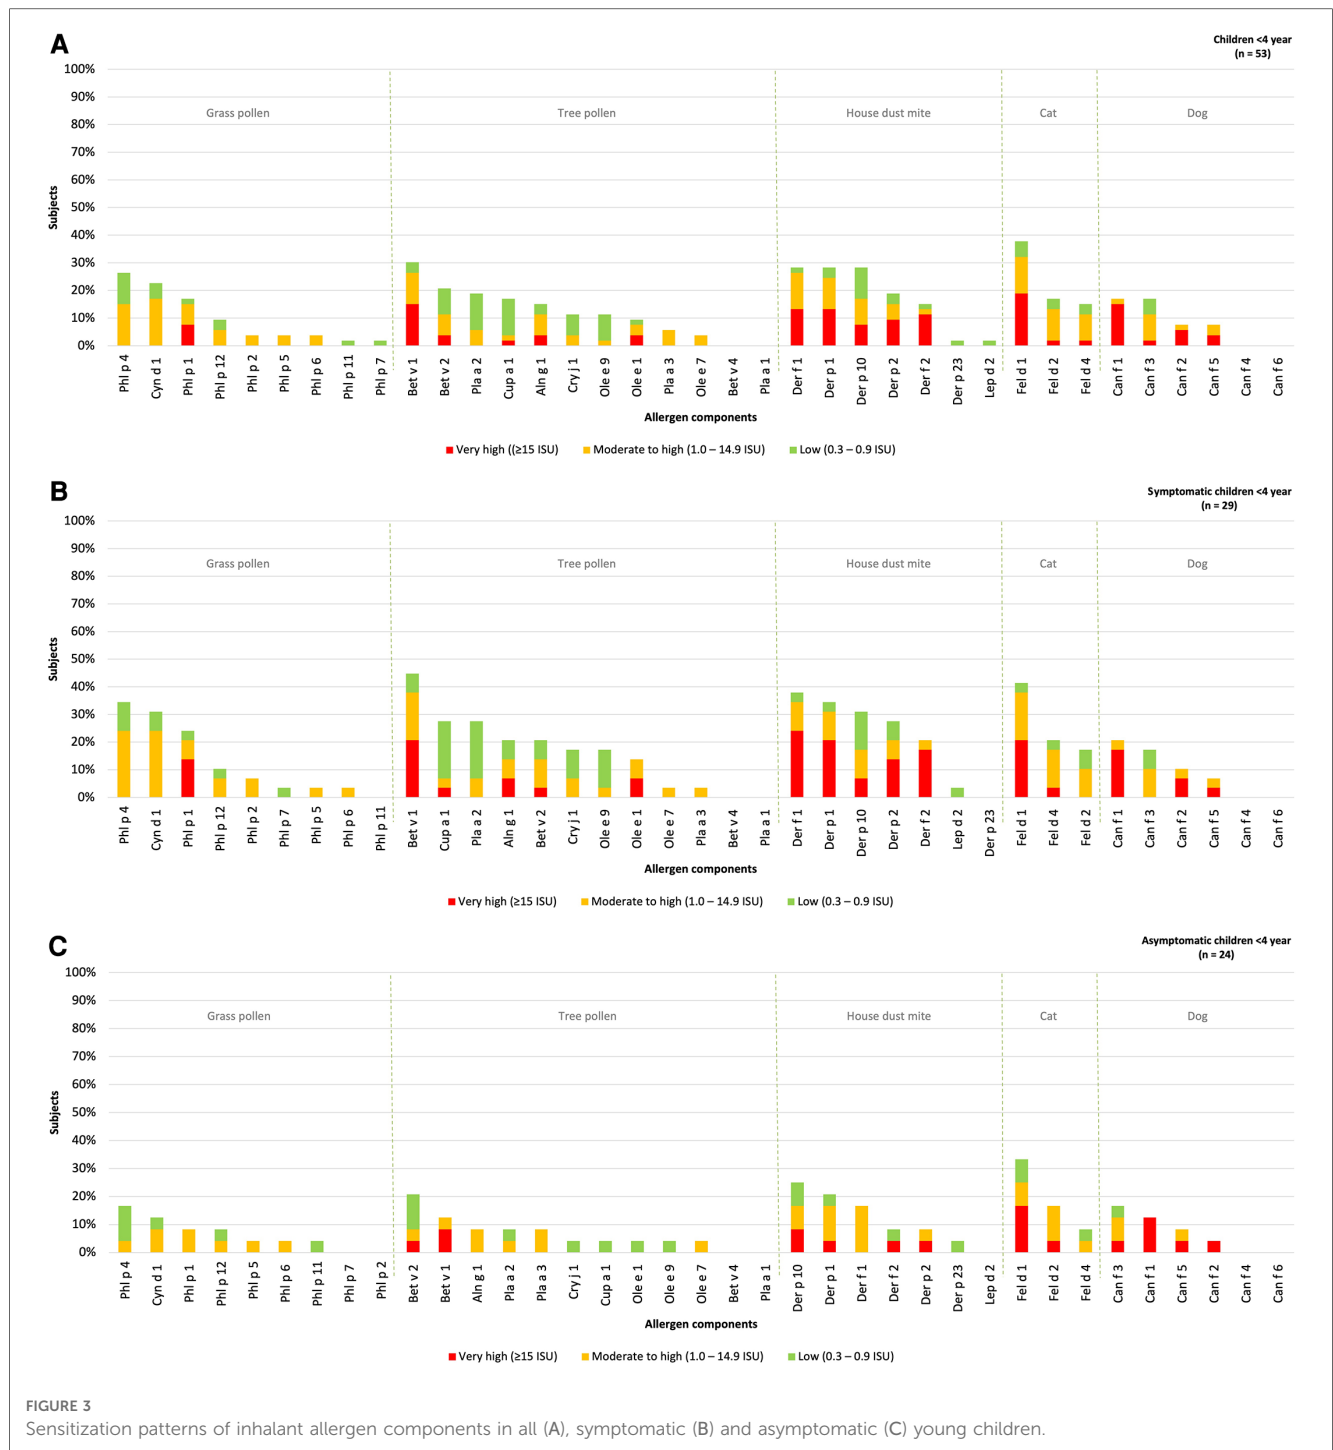 A
Children <4 year
(n = 53)
100%
90%
80%
70%
60%
50%
40%
30%
20%
10%
0%
Subjects
Grass pollen
Tree pollen
House dust mite
Cat
Dog
Phl p 4
Cyn d 1
Phl p 1
Phl p 12
Phl p 2
Phl p 5
Phl p 6
Phl p 11
Phl p 7
Bet v 1
Bet v 2
Pla a 2
Cup a 1
Aln g 1
Cry j 1
Ole e 9
Ole e 1
Pla a 3
Ole e 7
Bet v 4
Pla a 1
Der f 1
Der p 1
Der p 10
Der p 2
Der f 2
Der p 23
Lep d 2
Fel d 1
Fel d 2
Fel d 4
Can f 1
Can f 3
Can f 2
Can f 5
Can f 4
Can f 6
Allergen components
Very high ((≥15 ISU)
Moderate to high (1.0 – 14.9 ISU)
Low (0.3 – 0.9 ISU)
B
Symptomatic children <4 year
(n = 29)
100%
90%
80%
70%
60%
50%
40%
30%
20%
10%
0%
Subjects
Grass pollen
Tree pollen
House dust mite
Cat
Dog
Phl p 4
Cyn d 1
Phl p 1
Phl p 12
Phl p 2
Phl p 7
Phl p 5
Phl p 6
Phl p 11
Bet v 1
Cup a 1
Pla a 2
Aln g 1
Bet v 2
Cry j 1
Ole e 9
Ole e 1
Ole e 7
Pla a 3
Bet v 4
Pla a 1
Der f 1
Der p 1
Der p 10
Der p 2
Der f 2
Lep d 2
Der p 23
Fel d 1
Fel d 4
Fel d 2
Can f 1
Can f 3
Can f 2
Can f 5
Can f 4
Can f 6
Allergen components
Very high (≥15 ISU)
Moderate to high (1.0 – 14.9 ISU)
Low (0.3 – 0.9 ISU)
C
Asymptomatic children <4 year
(n = 24)
100%
90%
80%
70%
60%
50%
40%
30%
20%
10%
0%
Subjects
Grass pollen
Tree pollen
House dust mite
Cat
Dog
Phl p 4
Cyn d 1
Phl p 1
Phl p 12
Phl p 5
Phl p 6
Phl p 11
Phl p 7
Phl p 2
Bet v 2
Bet v 1
Aln g 1
Pla a 2
Pla a 3
Cry j 1
Cup a 1
Ole e 1
Ole e 9
Ole e 7
Bet v 4
Pla a 1
Der p 10
Der p 1
Der f 1
Der f 2
Der p 2
Der p 23
Lep d 2
Fel d 1
Fel d 2
Fel d 4
Can f 3
Can f 1
Can f 5
Can f 2
Can f 4
Can f 6
Allergen components
Very high (≥15 ISU)
Moderate to high (1.0 – 14.9 ISU)
Low (0.3 – 0.9 ISU)
FIGURE 3
Sensitization patterns of inhalant allergen components in all (A), symptomatic (B) and asymptomatic (C) young children.